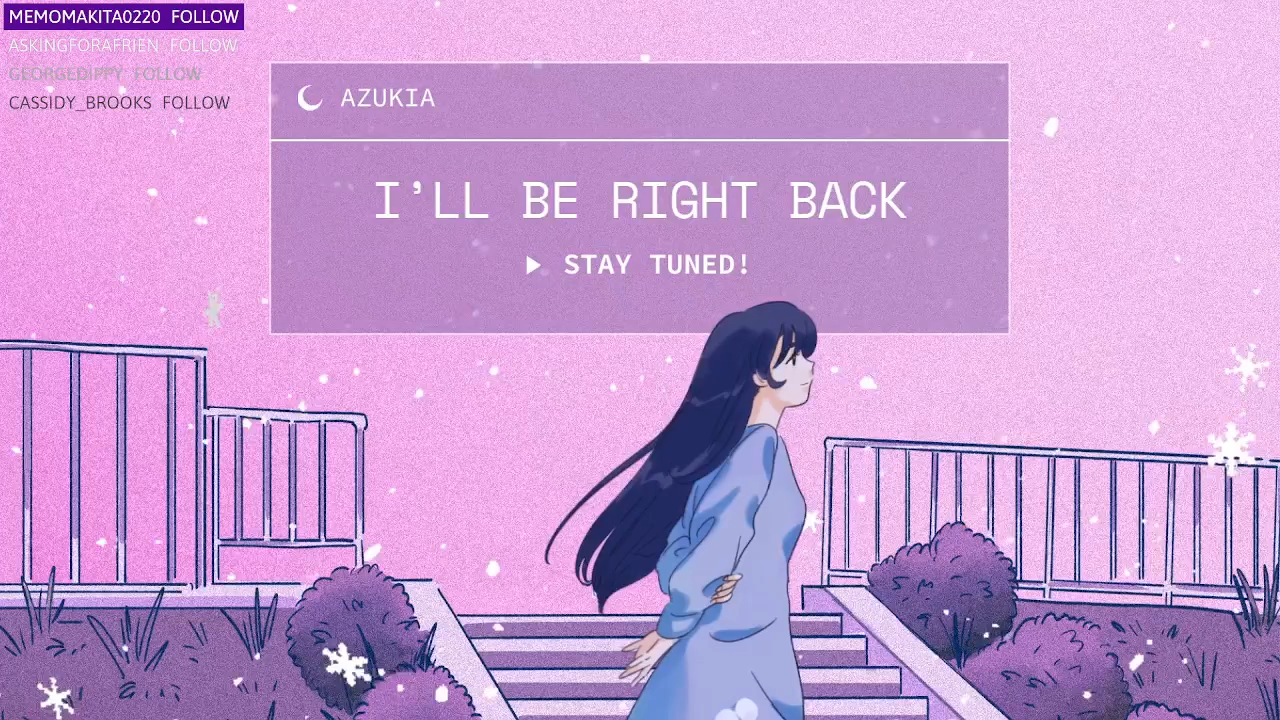 MEMOMAKITA0220 FOLLOW
ASKINGFORAFRIEN FOLLOW
GEORGEDIPPY FOLLOW
CASSIDY_BROOKS FOLLOW
AZUKIA
I'LL BE RIGHT BACK
STAY TUNED!